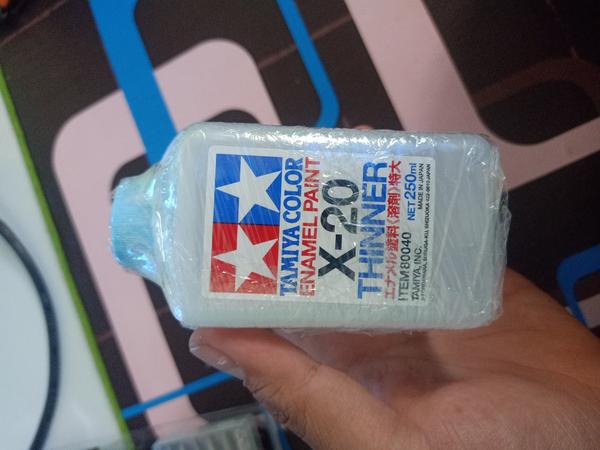 TAMIYA COLOR
ENAMEL PAINT
X-20
THINNER
エナメル塗料《溶剤》特大
ITEM 80040 NET 250ml
TAMIYA, INC. MADE IN JAPAN